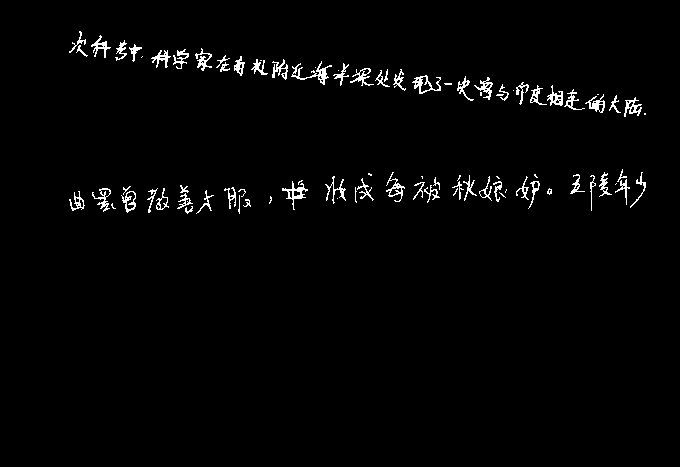 次科考中,科学家在南极附近海半深处发现了一块曾与印度相连的大陆.
曲罢曾教善才服,妆成每被秋娘妒。五陵年少